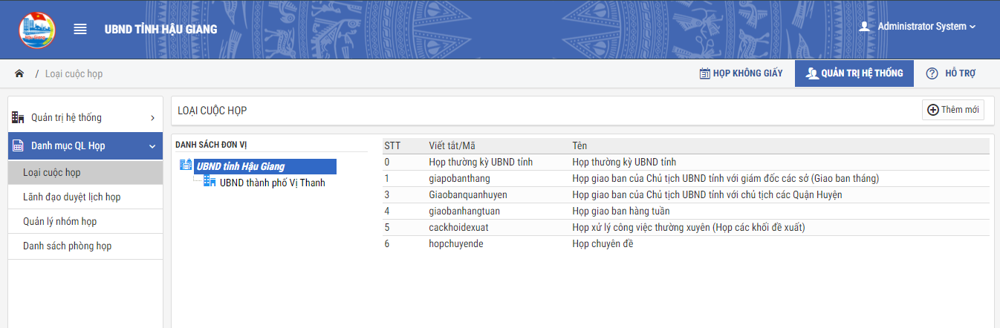 UBND TỈNH HẬU GIANG
Administrator System
/ Loại cuộc họp
HỌP KHÔNG GIẤY
QUẢN TRỊ HỆ THỐNG
HỖ TRỢ
Quản trị hệ thống
Danh mục QL Họp
Loại cuộc họp
Lãnh đạo duyệt lịch họp
Quản lý nhóm họp
Danh sách phòng họp
LOẠI CUỘC HỌP
Thêm mới
DANH SÁCH ĐƠN VỊ
UBND tỉnh Hậu Giang
UBND thành phố Vị Thanh
STT Viết tắt/Mã Tên
0 Họp thường kỳ UBND tỉnh Họp thường kỳ UBND tỉnh
1 giapobanthang Họp giao ban của Chủ tịch UBND tỉnh với giám đốc các sở (Giao ban tháng)
3 Giaobanquanhuyen Họp giao ban của Chủ tịch UBND tỉnh với chủ tịch các Quận Huyện
4 giaobanhangtuan Họp giao ban hàng tuần
5 cackhoidexuat Họp xử lý công việc thường xuyên (Họp các khối đề xuất)
6 hopchuyende Họp chuyên đề